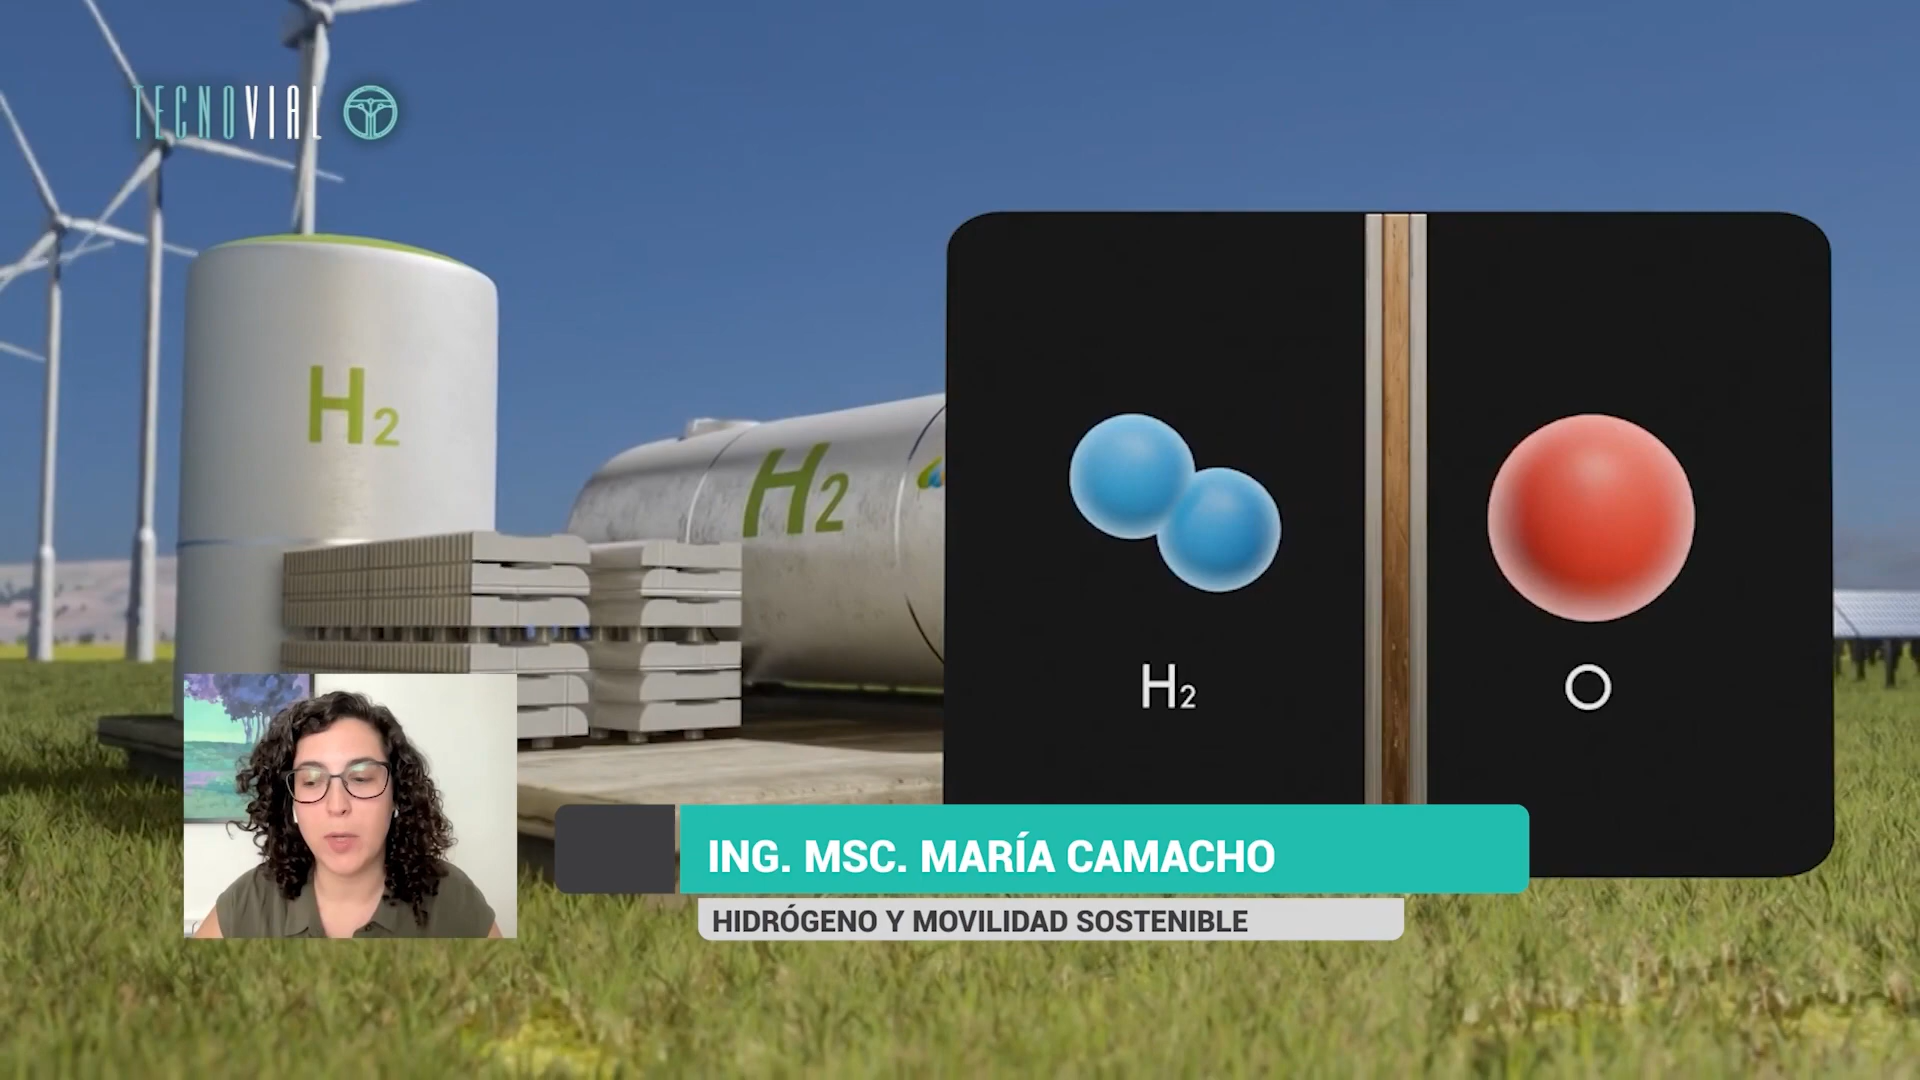 TECNOVIAL
H2
H2
H2
O
ING. MSC. MARÍA CAMACHO
HIDRÓGENO Y MOVILIDAD SOSTENIBLE